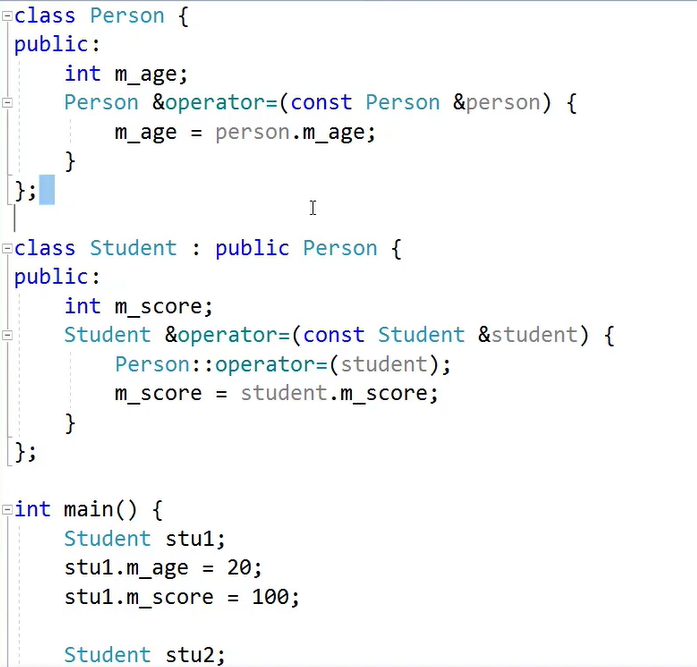 class Person {
public:
    int m_age;
    Person &operator=(const Person &person) {
        m_age = person.m_age;
    }
};

class Student : public Person {
public:
    int m_score;
    Student &operator=(const Student &student) {
        Person::operator=(student);
        m_score = student.m_score;
    }
};

int main() {
    Student stu1;
    stu1.m_age = 20;
    stu1.m_score = 100;

    Student stu2;